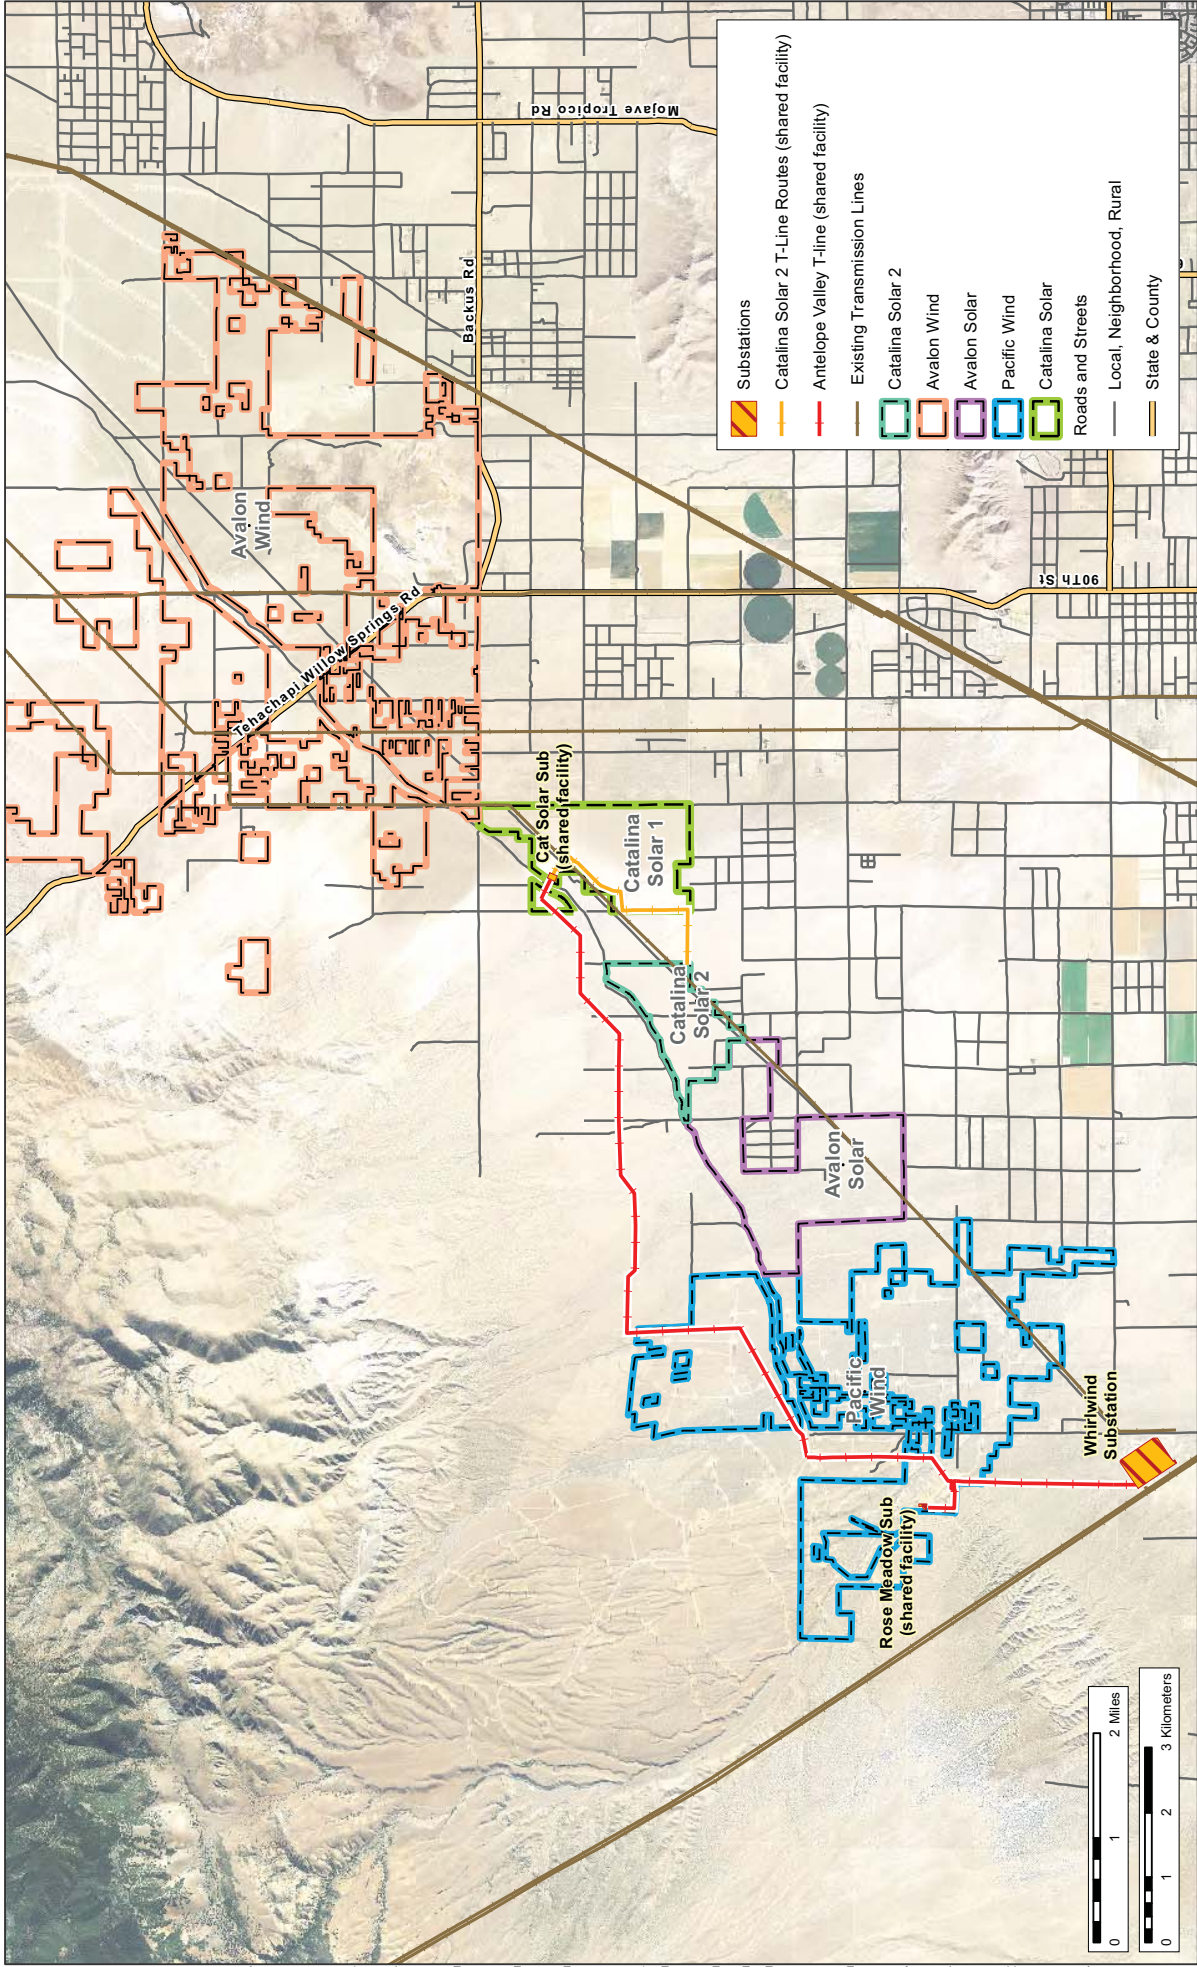 Avalon
Wind
Tehachapi Willow Springs Rd
Backus Rd
Mojave Tropico Rd
90Th St
Cat Solar Sub
(shared facility)
Catalina
Solar 1
Catalina
Solar 2
Avalon
Solar
Pacific
Wind
Rose Meadow Sub
(shared facility)
Whirlwind
Substation
Substations
Catalina Solar 2 T-Line Routes (shared facility)
Antelope Valley T-line (shared facility)
Existing Transmission Lines
Catalina Solar 2
Avalon Wind
Avalon Solar
Pacific Wind
Catalina Solar
Roads and Streets
Local, Neighborhood, Rural
State & County
0 1 2 Miles
0 1 2 3 Kilometers